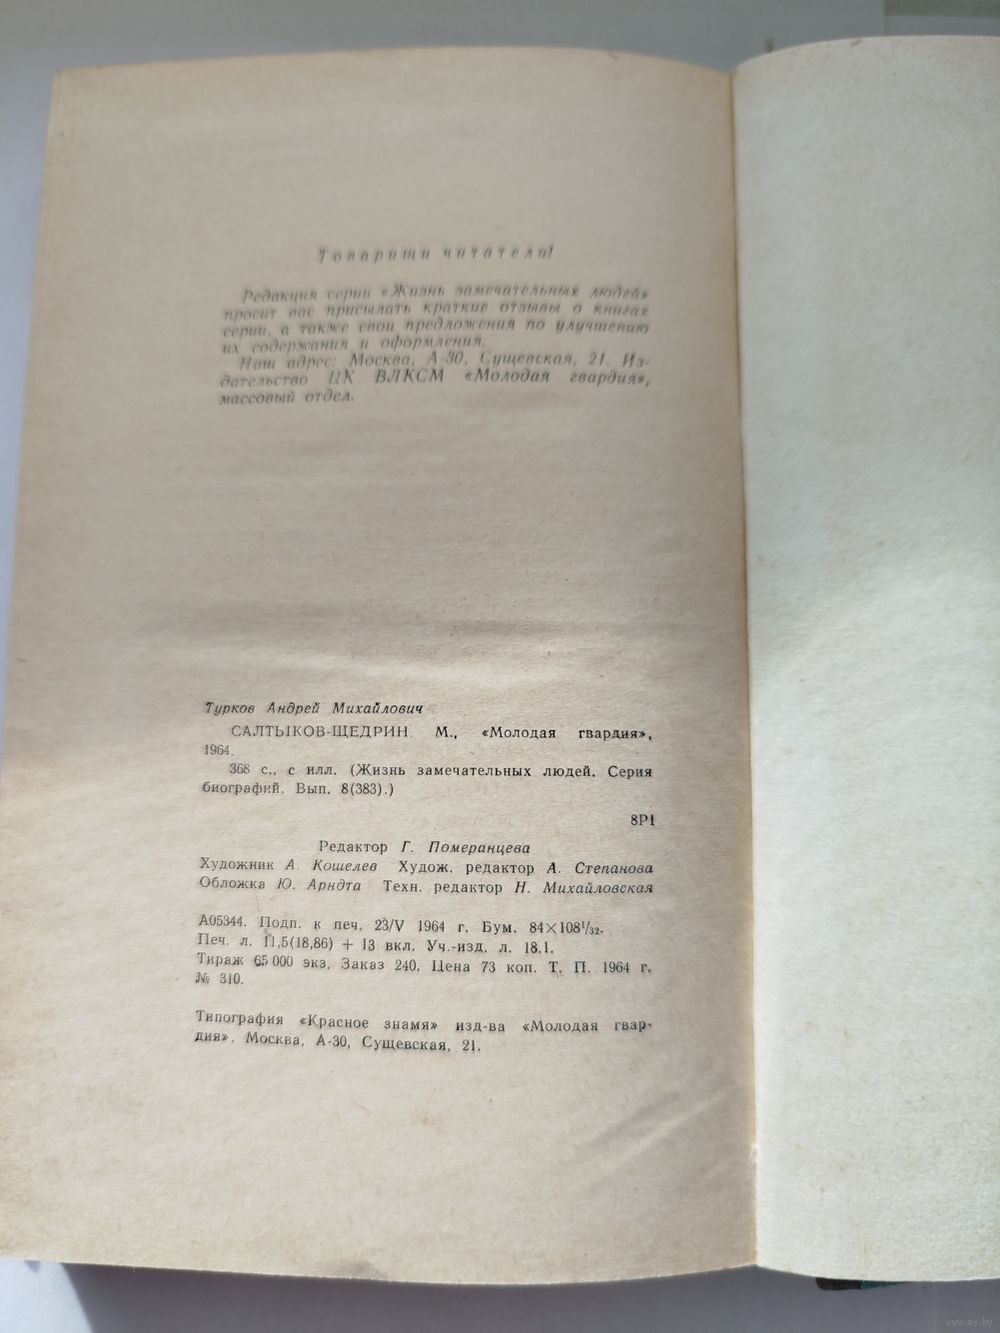 Товарищи читатели!
Редакция серии «Жизнь замечательных людей»
просит вас присылать краткие отзывы о книгах
серии, а также свои предложения по улучшению
их содержания и оформления.
Наш адрес: Москва, А-30, Сущевская, 21. Из-
дательство ЦК ВЛКСМ «Молодая гвардия»,
массовый отдел.
Турков Андрей Михайлович
САЛТЫКОВ-ЩЕДРИН. М., «Молодая гвардия»,
1964.
368 с., с илл. (Жизнь замечательных людей. Серия
биографий. Вып. 8(383).)
8Р1
Редактор Г. Померанцева
Художник А. Кошелев Худож. редактор А. Степанова
Обложка Ю. Арндта Техн. редактор Н. Михайловская
А05344. Подп. к печ. 23/V 1964 г. Бум. 84×108 1/32.
Печ. л. 11,5(18,86) + 13 вкл. Уч.-изд. л. 18,1.
Тираж 65 000 экз. Заказ 240. Цена 73 коп. Т. П. 1964 г.
№ 310.
Типография «Красное знамя» изд-ва «Молодая гвар-
дия». Москва, А-30, Сущевская, 21.
www.ay.by